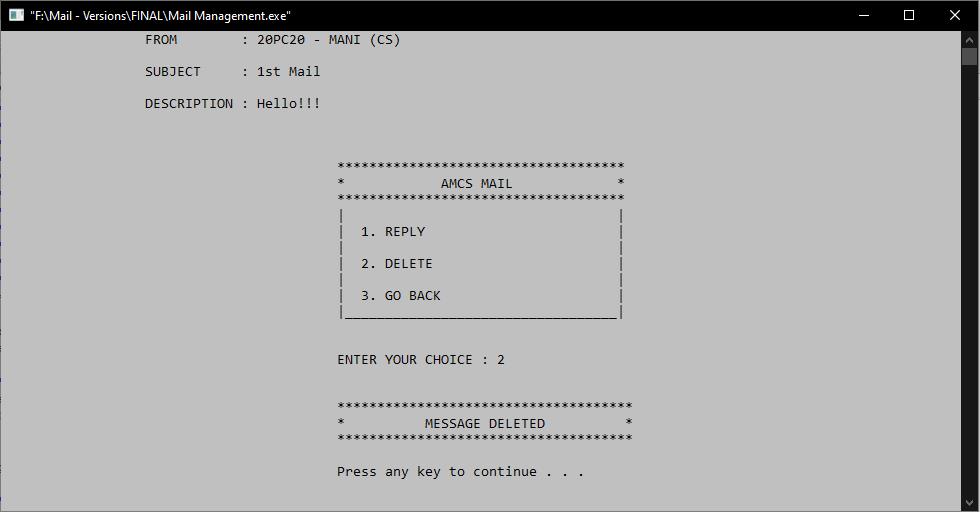 "F:\Mail - Versions\FINAL\Mail Management.exe"
FROM        : 20PC20 - MANI (CS)
SUBJECT     : 1st Mail
DESCRIPTION : Hello!!!
************************************
*            AMCS MAIL             *
************************************
|                                  |
|  1. REPLY                        |
|                                  |
|  2. DELETE                       |
|                                  |
|  3. GO BACK                      |
|__________________________________|
ENTER YOUR CHOICE : 2
*************************************
*          MESSAGE DELETED          *
*************************************
Press any key to continue . . .